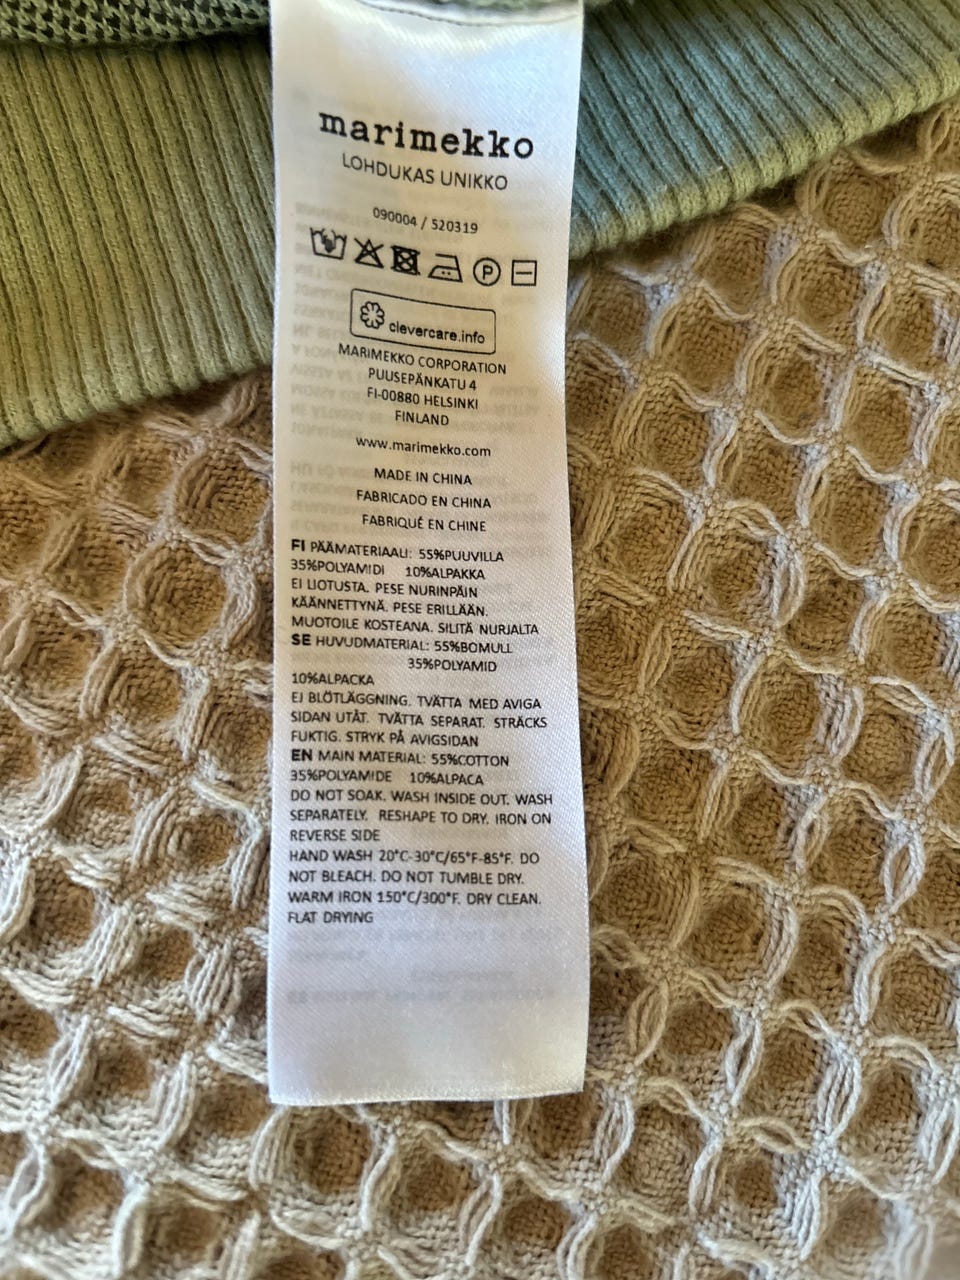 marimekko
LOHDUKAS UNIKKO
090004 / 520319
P
clevercare.info
MARIMEKKO CORPORATION
PUUSEPÄNKATU 4
FI-00880 HELSINKI
FINLAND
www.marimekko.com
MADE IN CHINA
FABRICADO EN CHINA
FABRIQUÉ EN CHINE
FI PÄÄMATERIAALI: 55%PUUVILLA
35%POLYAMIDI 10%ALPAKKA
EI LIOTUSTA. PESE NURINPÄIN
KÄÄNNETTYNÄ. PESE ERILLÄÄN.
MUOTOILE KOSTEANA. SILITÄ NURJALTA
SE HUVUDMATERIAL: 55%BOMULL
35%POLYAMID
10%ALPACKA
EJ BLÖTLÄGGNING. TVÄTTA MED AVIGA
SIDAN UTÅT. TVÄTTA SEPARAT. STRÄCKS
FUKTIG. STRYK PÅ AVIGSIDAN
EN MAIN MATERIAL: 55%COTTON
35%POLYAMIDE 10%ALPACA
DO NOT SOAK. WASH INSIDE OUT. WASH
SEPARATELY. RESHAPE TO DRY. IRON ON
REVERSE SIDE
HAND WASH 20°C-30°C/65°F-85°F. DO
NOT BLEACH. DO NOT TUMBLE DRY.
WARM IRON 150°C/300°F. DRY CLEAN.
FLAT DRYING